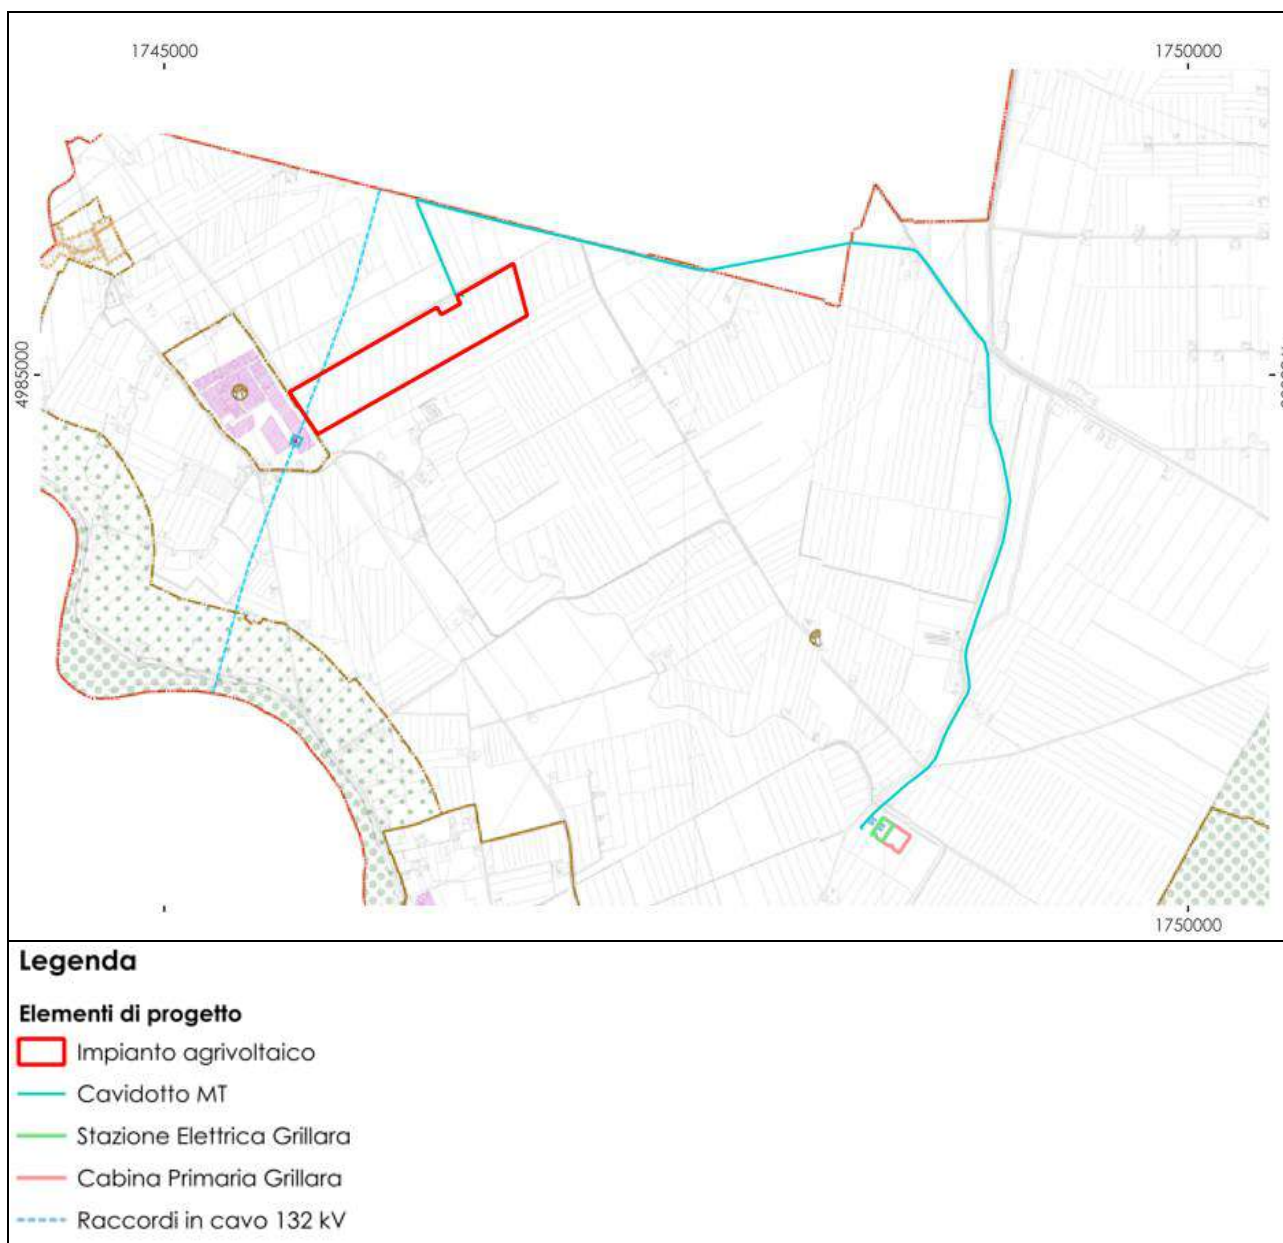 1745000
1750000
4985000
1750000
Legenda
Elementi di progetto
Impianto agrivoltaico
Cavidotto MT
Stazione Elettrica Grillara
Cabina Primaria Grillara
Raccordi in cavo 132 kV